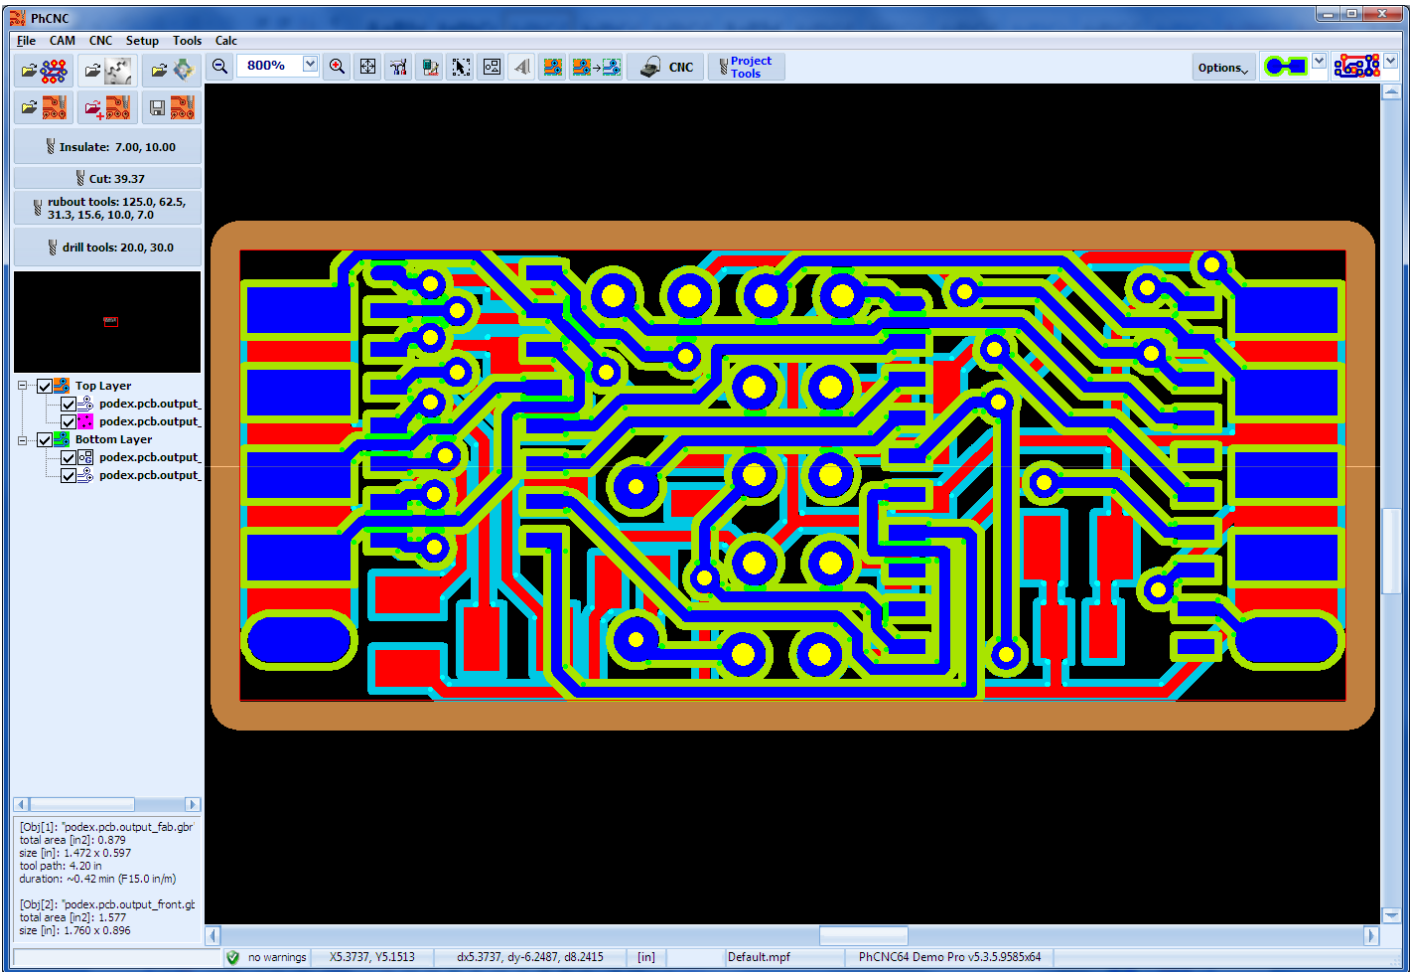 PhCNC
File CAM CNC Setup Tools Calc
800%
CNC
Project
Tools
Options
Insulate: 7.00, 10.00
Cut: 39.37
rubout tools: 125.0, 62.5,
31.3, 15.6, 10.0, 7.0
drill tools: 20.0, 30.0
Top Layer
podex.pcb.output_
podex.pcb.output_
Bottom Layer
podex.pcb.output_
podex.pcb.output_
[Obj[1]: "podex.pcb.output_fab.gbr
total area [in2]: 0.879
size [in]: 1.472 x 0.597
tool path: 4.20 in
duration: ~0.42 min (F15.0 in/m)
[Obj[2]: "podex.pcb.output_front.gb
total area [in2]: 1.577
size [in]: 1.760 x 0.896
no warnings X5.3737, Y5.1513 dx5.3737, dy-6.2487, d8.2415 [in] Default.mpf PhCNC64 Demo Pro v5.3.5.9585x64